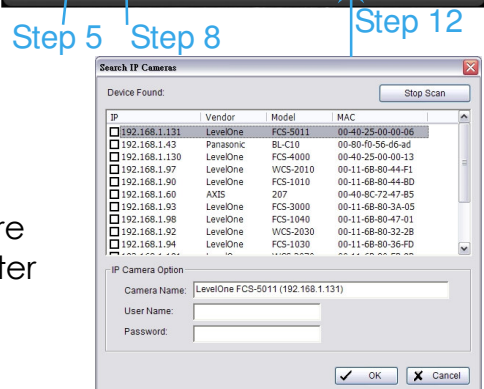 Step 5 Step 8 Step 12
Search IP Cameras
Device Found: Stop Scan
IP Vendor Model MAC
192.168.1.131 LevelOne FCS-5011 00-40-25-00-00-06
192.168.1.43 Panasonic BL-C10 00-80-f0-56-d6-ad
192.168.1.130 LevelOne FCS-4000 00-40-25-00-00-13
192.168.1.97 LevelOne WCS-2010 00-11-6B-80-44-F1
192.168.1.90 LevelOne FCS-1010 00-11-6B-80-44-BD
192.168.1.60 AXIS 207 00-40-8C-72-47-B5
192.168.1.93 LevelOne FCS-3000 00-11-6B-80-3A-05
192.168.1.98 LevelOne FCS-1040 00-11-6B-80-47-01
192.168.1.92 LevelOne WCS-2030 00-11-6B-80-32-2B
192.168.1.94 LevelOne FCS-1030 00-11-6B-80-36-FD
re
ter
IP Camera Option
Camera Name: LevelOne FCS-5011 (192.168.1.131)
User Name:
Password:
OK Cancel